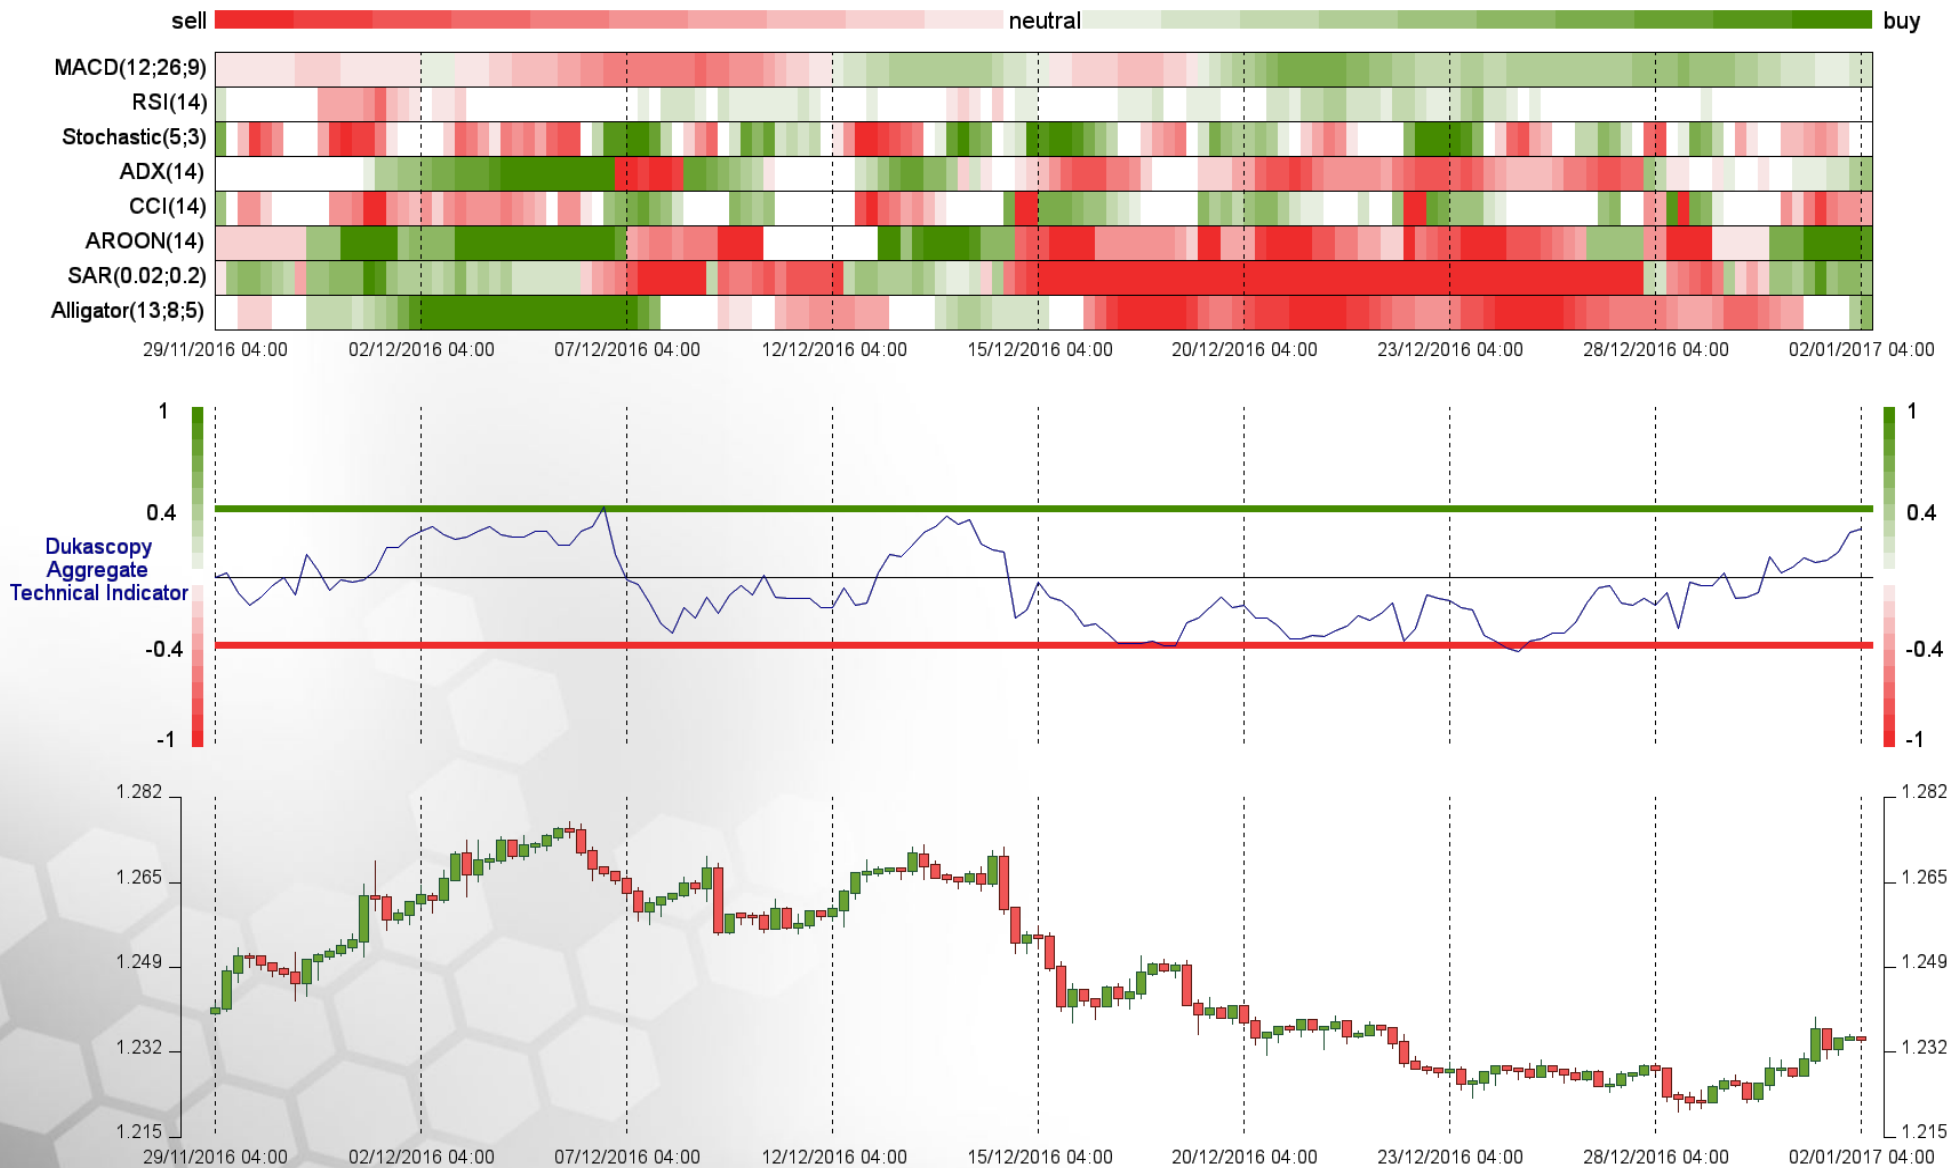 sell neutral buy
MACD(12;26;9)
RSI(14)
Stochastic(5;3)
ADX(14)
CCI(14)
AROON(14)
SAR(0.02;0.2)
Alligator(13;8;5)
29/11/2016 04:00 02/12/2016 04:00 07/12/2016 04:00 12/12/2016 04:00 15/12/2016 04:00 20/12/2016 04:00 23/12/2016 04:00 28/12/2016 04:00 02/01/2017 04:00
1 1
0.4 0.4
Dukascopy
Aggregate
Technical Indicator
-0.4 -0.4
-1 -1
1.282 1.282
1.265 1.265
1.249 1.249
1.232 1.232
1.215 1.215
29/11/2016 04:00 02/12/2016 04:00 07/12/2016 04:00 12/12/2016 04:00 15/12/2016 04:00 20/12/2016 04:00 23/12/2016 04:00 28/12/2016 04:00 02/01/2017 04:00